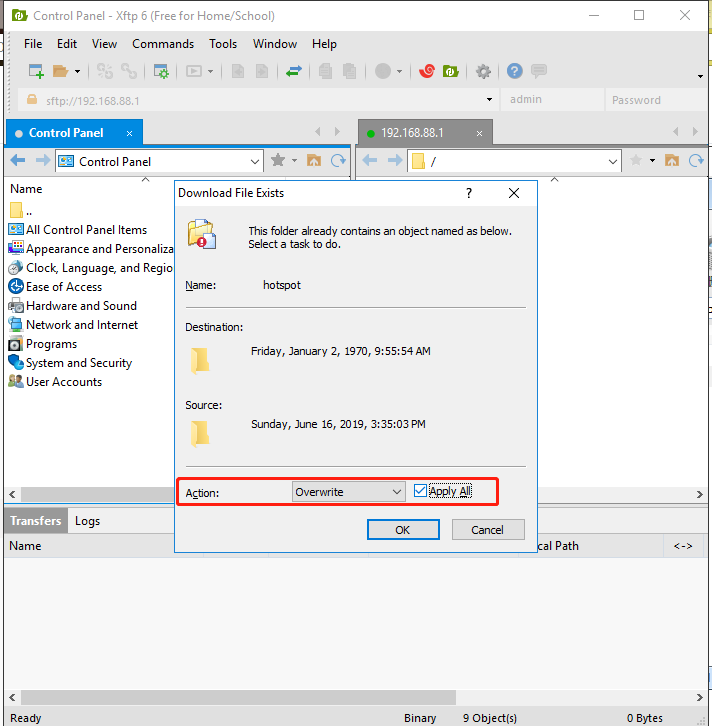 Control Panel - Xftp 6 (Free for Home/School)
File Edit View Commands Tools Window Help
sftp://192.168.88.1 admin Password
Control Panel × 192.168.88.1 ×
Control Panel /
Name
..
All Control Panel Items
Appearance and Personaliza
Clock, Language, and Regio
Ease of Access
Hardware and Sound
Network and Internet
Programs
System and Security
User Accounts
Download File Exists ?
This folder already contains an object named as below.
Select a task to do.
Name: hotspot
Destination:
Friday, January 2, 1970, 9:55:54 AM
Source:
Sunday, June 16, 2019, 3:35:03 PM
Action: Overwrite Apply All
OK Cancel
Transfers Logs
Name cal Path <->
Ready Binary 9 Object(s) 0 Bytes